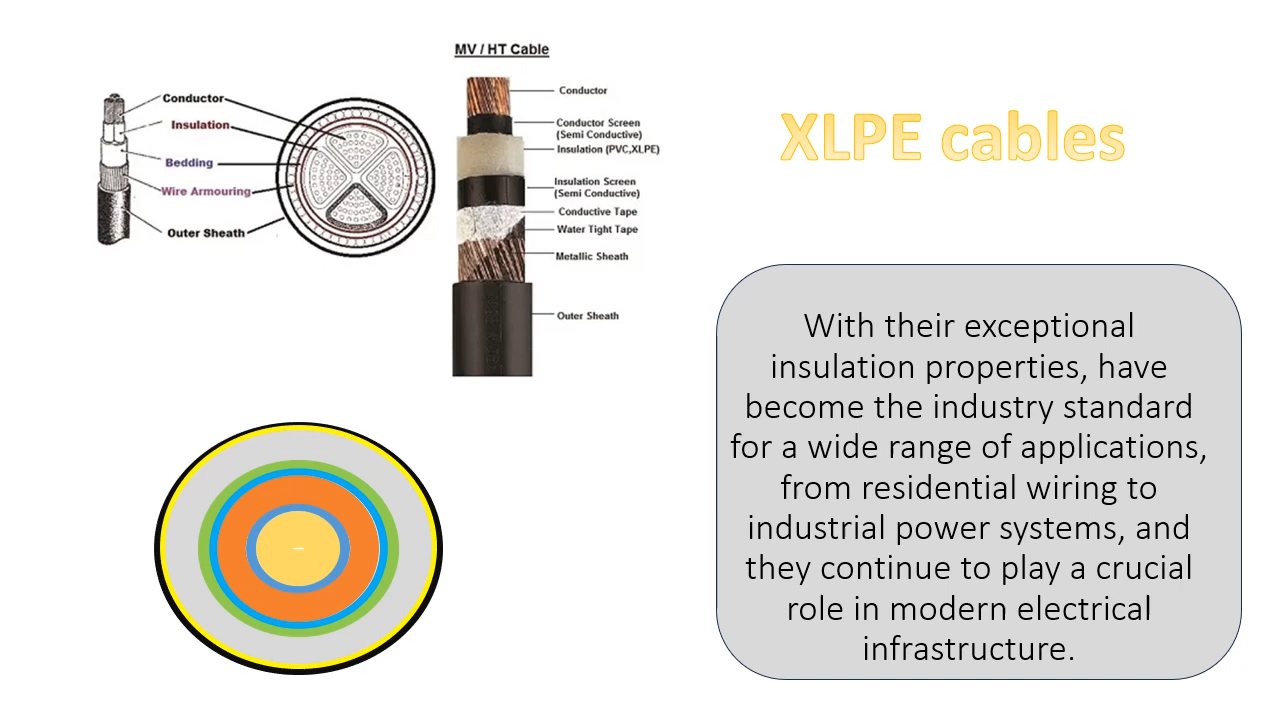 MV / HT Cable
Conductor
Insulation
Bedding
Wire Armouring
Outer Sheath
Conductor
Conductor Screen
(Semi Conductive)
Insulation (PVC,XLPE)
Insulation Screen
(Semi Conductive)
Conductive Tape
Water Tight Tape
Metallic Sheath
Outer Sheath
XLPE cables
With their exceptional
insulation properties, have
become the industry standard
for a wide range of applications,
from residential wiring to
industrial power systems, and
they continue to play a crucial
role in modern electrical
infrastructure.